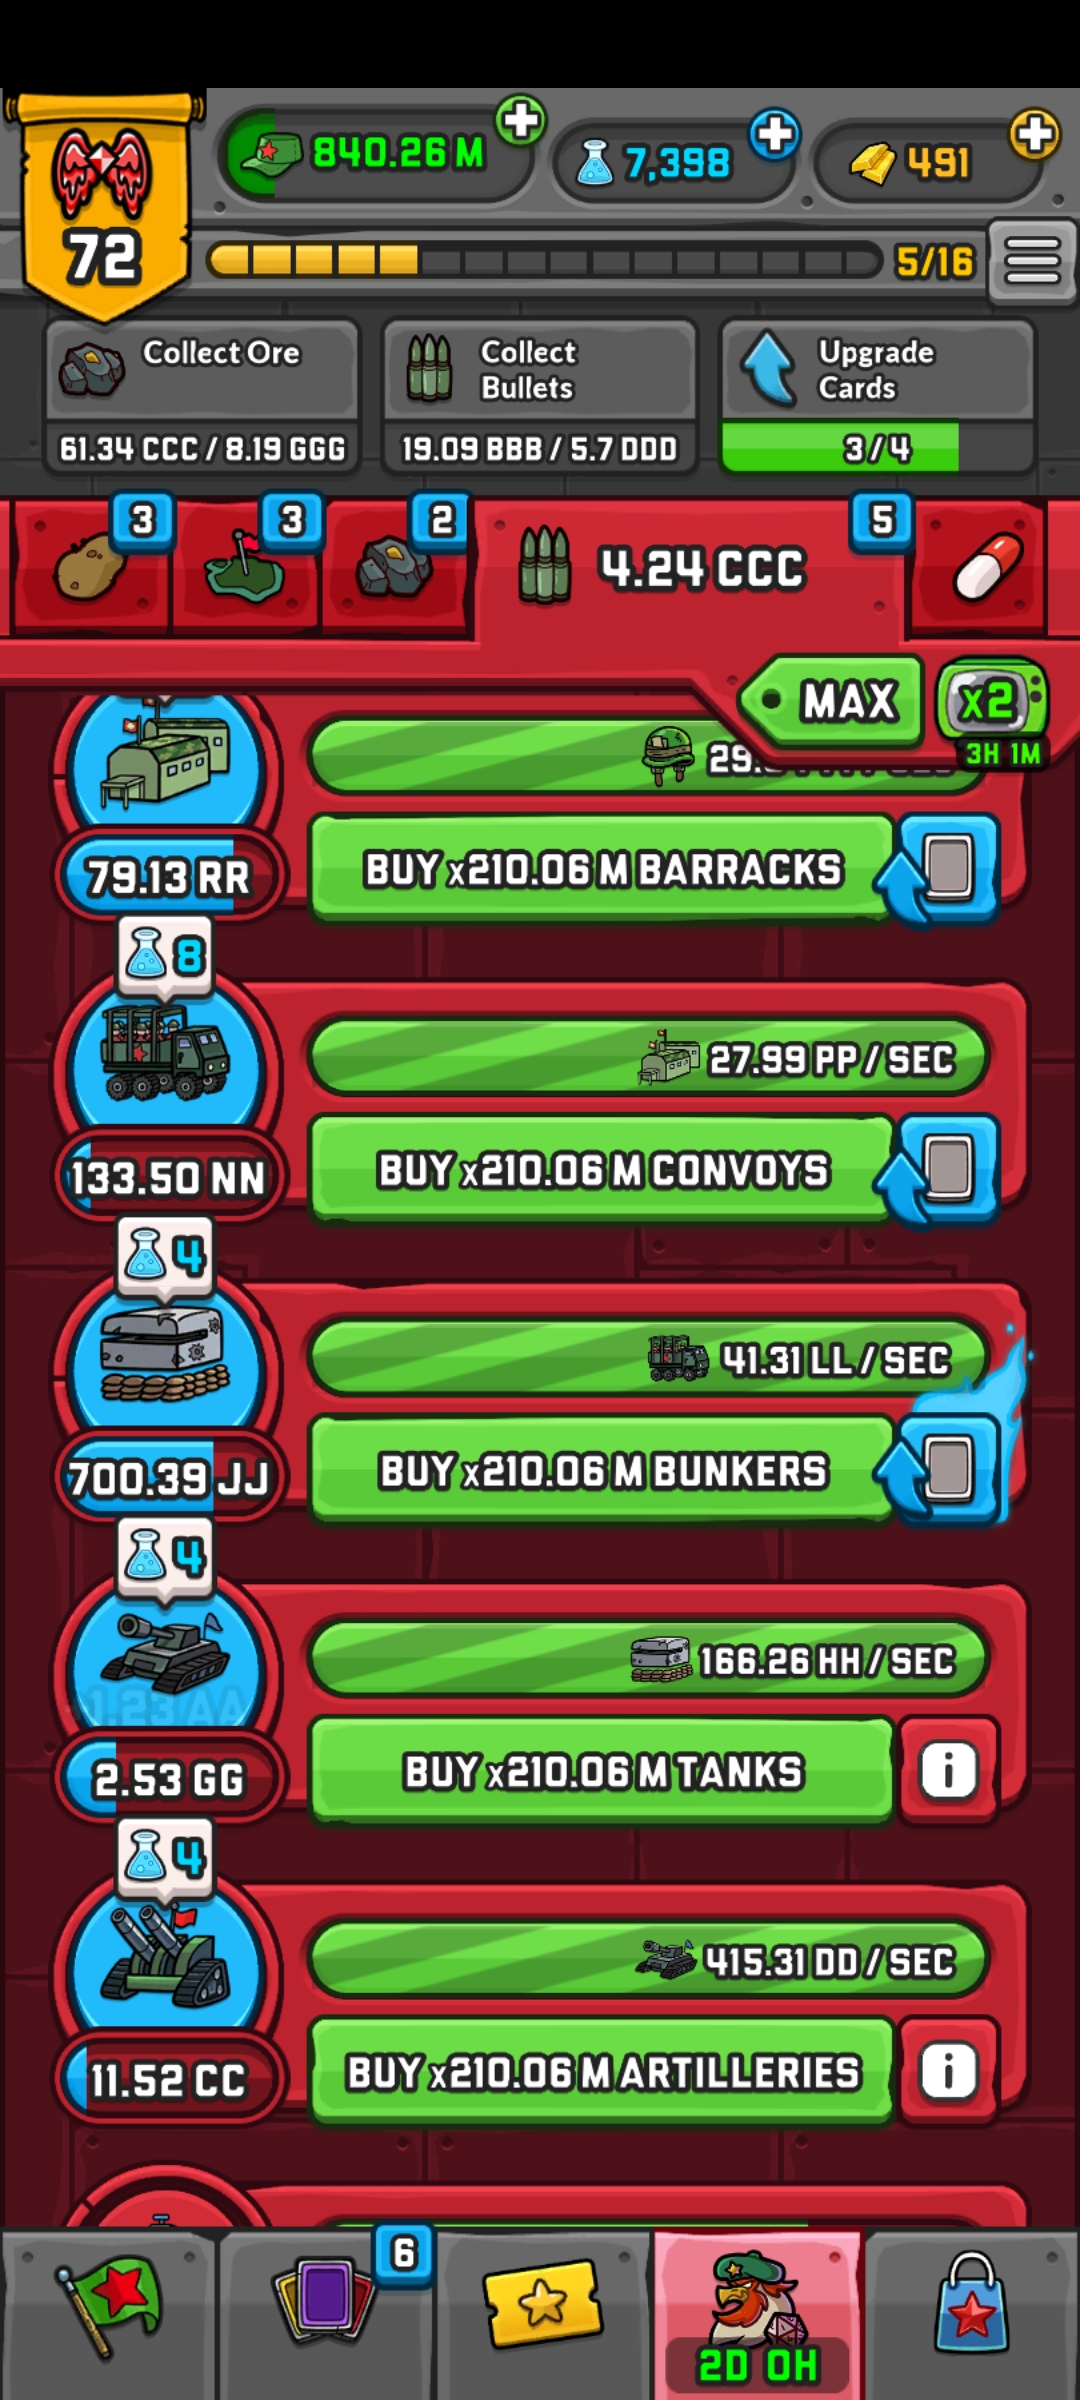 840.26 M
7,398
491
72
5/16
Collect Ore
61.34 CCC / 8.19 GGG
Collect
Bullets
19.09 BBB / 5.7 DDD
Upgrade
Cards
3 / 4
3
3
2
4.24 CCC
5
MAX
x2
3H 1M
79.13 RR
BUY x210.06 M BARRACKS
8
27.99 PP / SEC
133.50 NN
BUY x210.06 M CONVOYS
4
41.31 LL / SEC
700.39 JJ
BUY x210.06 M BUNKERS
4
166.26 HH / SEC
1.23 AA
2.53 GG
BUY x210.06 M TANKS
i
4
415.31 DD / SEC
11.52 CC
BUY x210.06 M ARTILLERIES
i
6
2D 0H